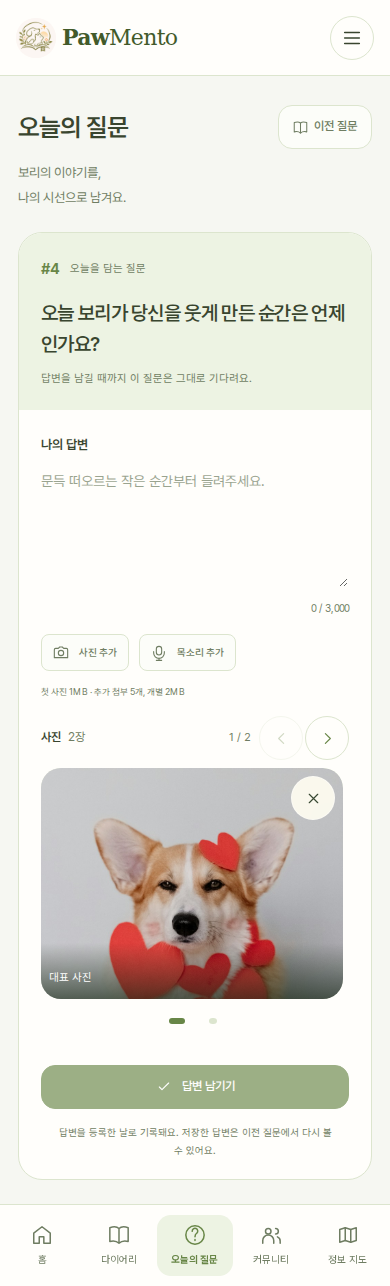 PawMento
오늘의 질문
이전 질문
보리의 이야기를,
나의 시선으로 남겨요.
#4 오늘을 담는 질문
오늘 보리가 당신을 웃게 만든 순간은 언제
인가요?
답변을 남길 때까지 이 질문은 그대로 기다려요.
나의 답변
문득 떠오르는 작은 순간부터 들려주세요.
0 / 3,000
사진 추가
목소리 추가
첫 사진 1MB · 추가 첨부 5개, 개별 2MB
사진 2장
1 / 2
대표 사진
답변 남기기
답변을 등록한 날로 기록돼요. 저장한 답변은 이전 질문에서 다시 볼
수 있어요.
홈
다이어리
오늘의 질문
커뮤니티
정보 지도